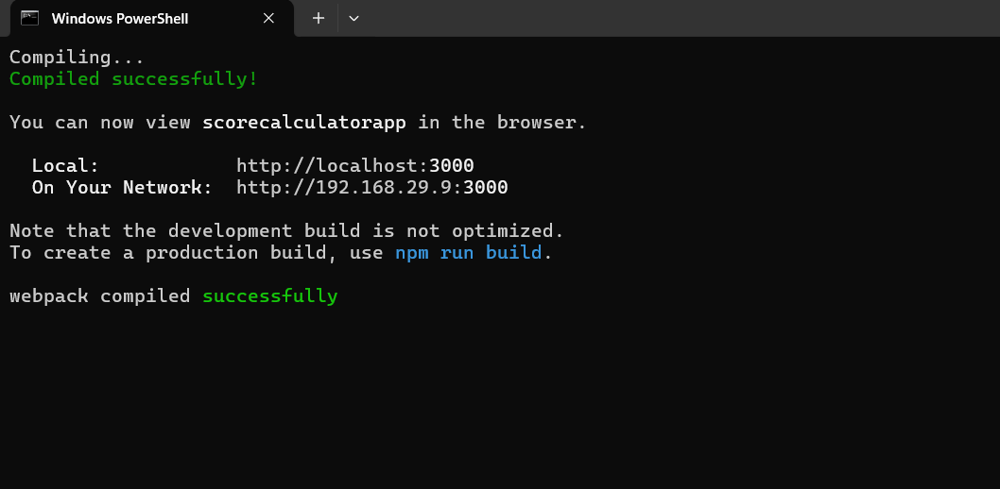 Windows PowerShell
Compiling...
Compiled successfully!
You can now view scorecalculatorapp in the browser.
Local: http://localhost:3000
On Your Network: http://192.168.29.9:3000
Note that the development build is not optimized.
To create a production build, use npm run build.
webpack compiled successfully